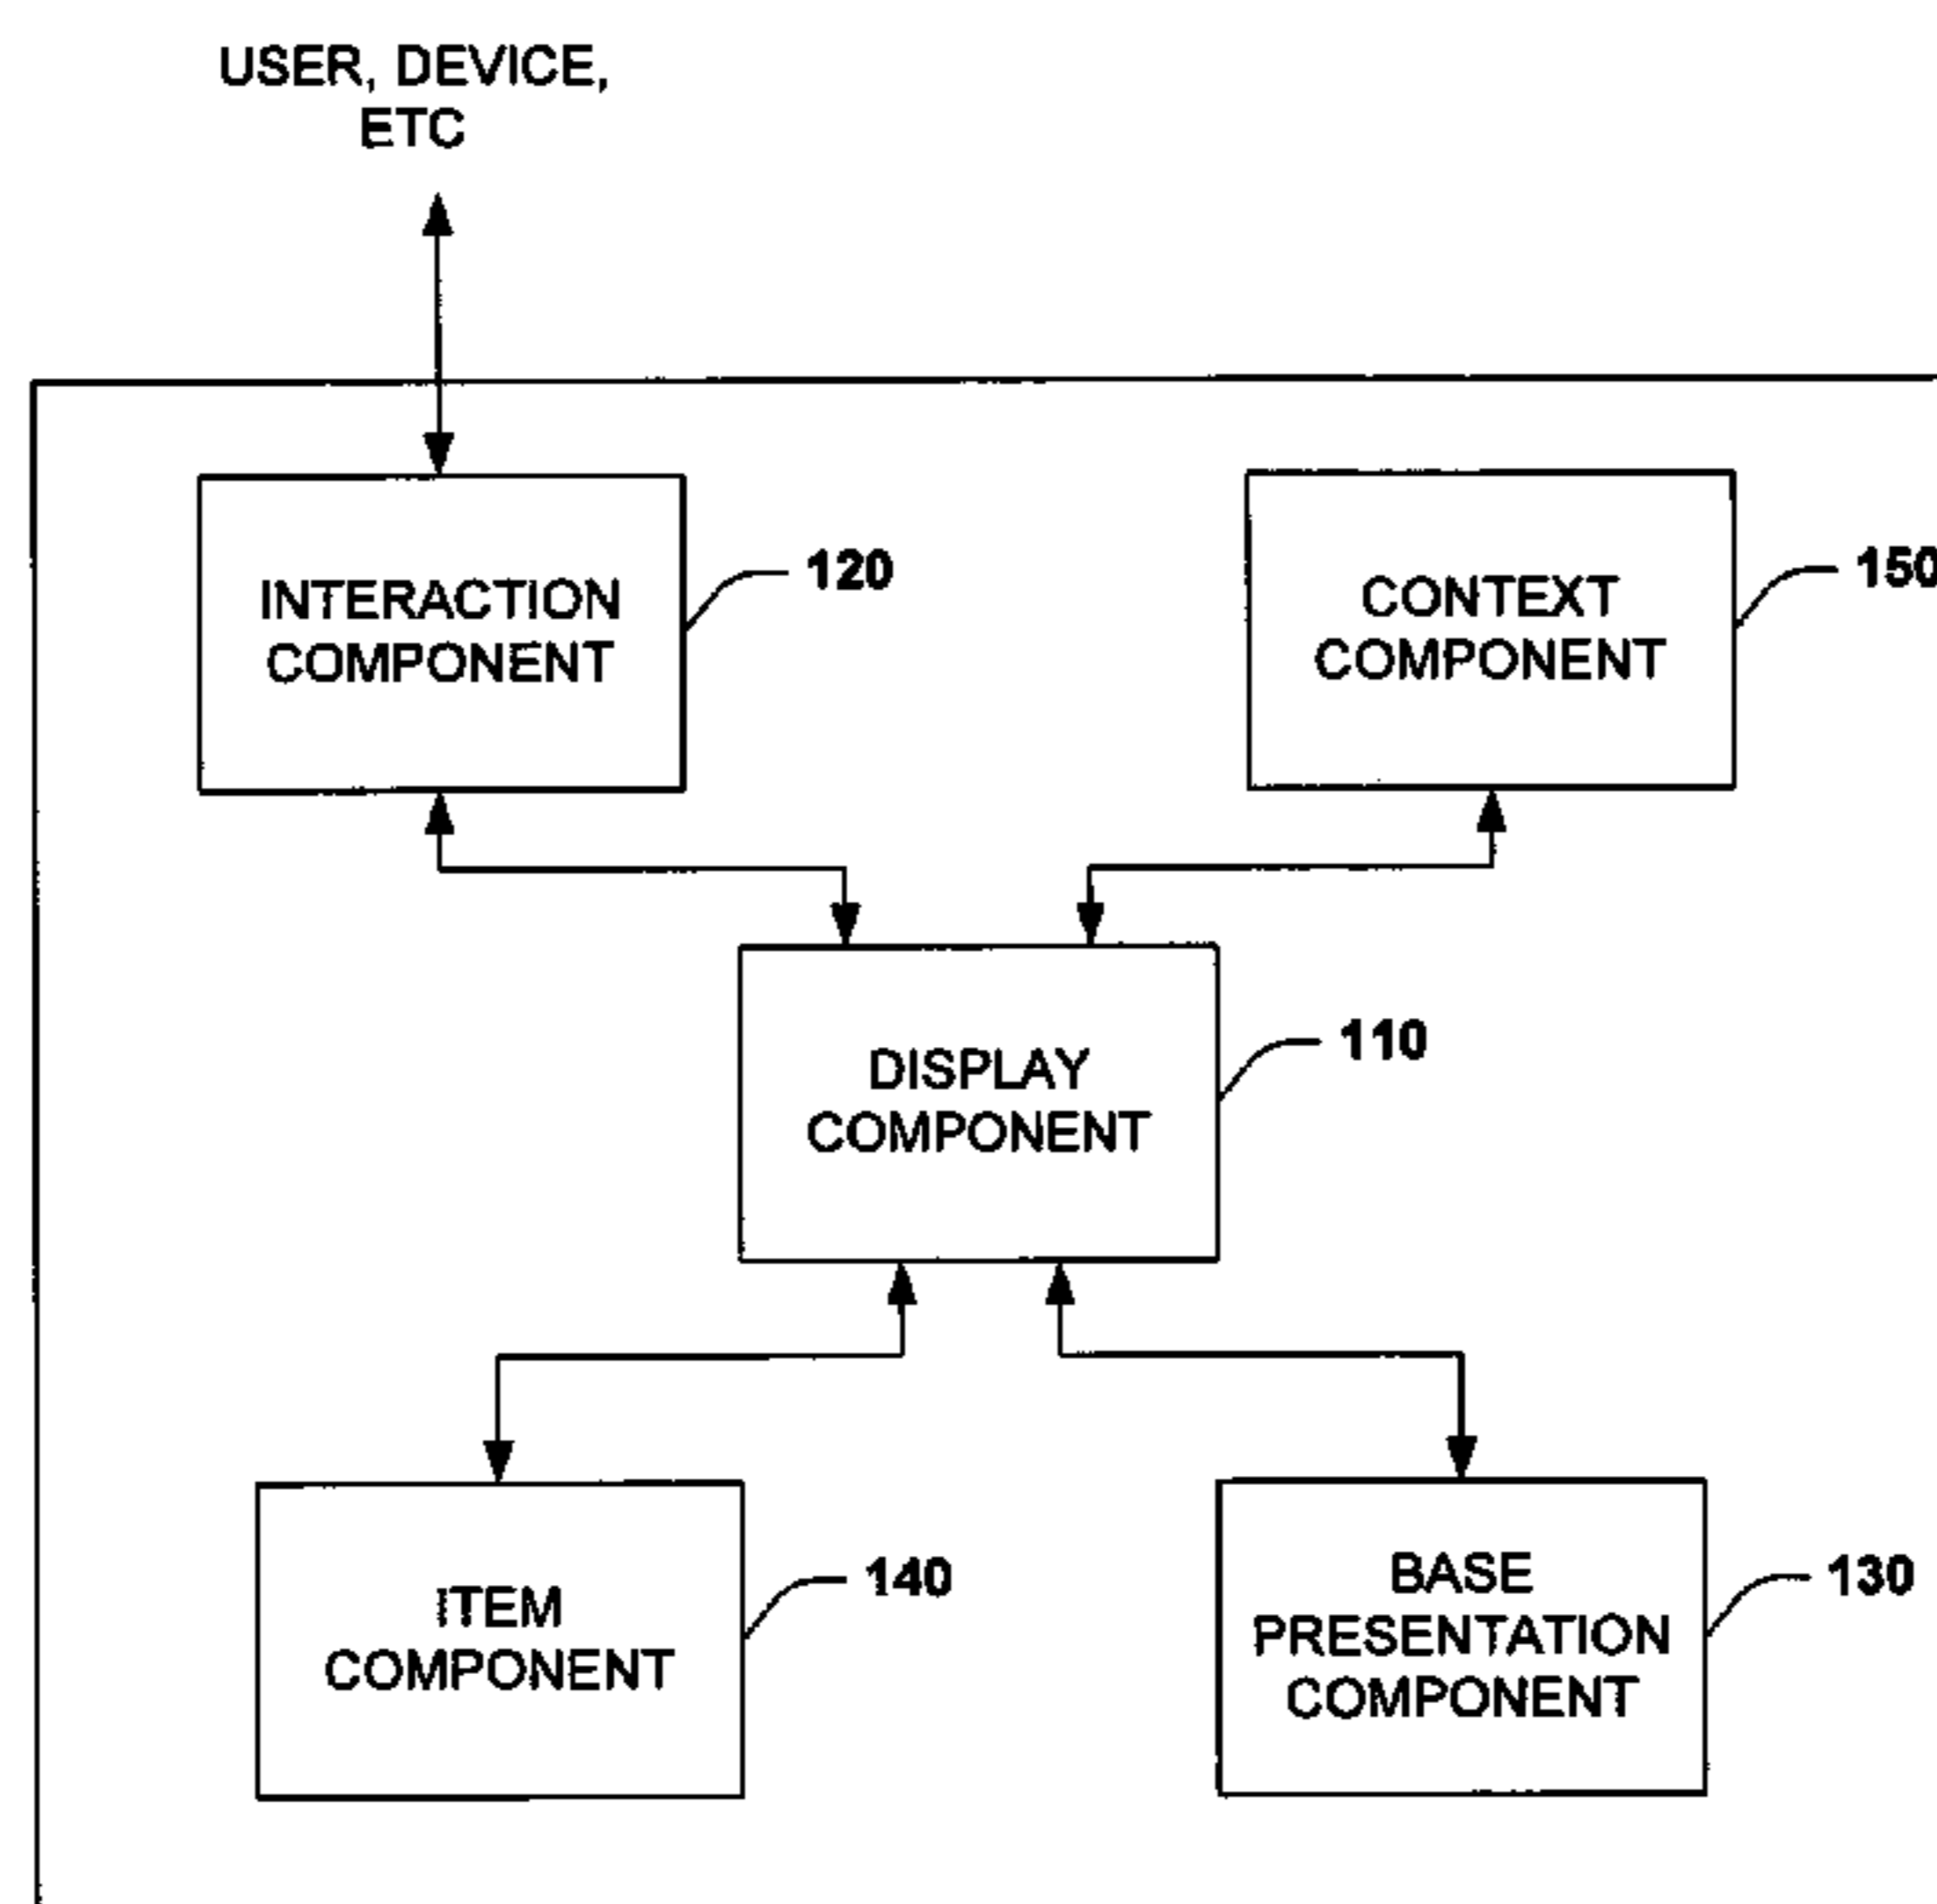 USER, DEVICE,
ETC
INTERACTION
COMPONENT
120
CONTEXT
COMPONENT
150
DISPLAY
COMPONENT
110
ITEM
COMPONENT
140
BASE
PRESENTATION
COMPONENT
130